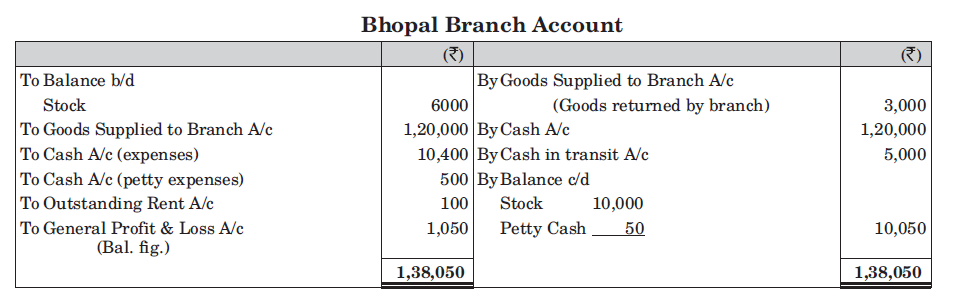 Bhopal Branch Account
(₹) (₹)
To Balance b/d By Goods Supplied to Branch A/c
Stock 6000 (Goods returned by branch) 3,000
To Goods Supplied to Branch A/c 1,20,000 By Cash A/c 1,20,000
To Cash A/c (expenses) 10,400 By Cash in transit A/c 5,000
To Cash A/c (petty expenses) 500 By Balance c/d
To Outstanding Rent A/c 100 Stock 10,000
To General Profit & Loss A/c 1,050 Petty Cash 50 10,050
(Bal. fig.)
1,38,050 1,38,050